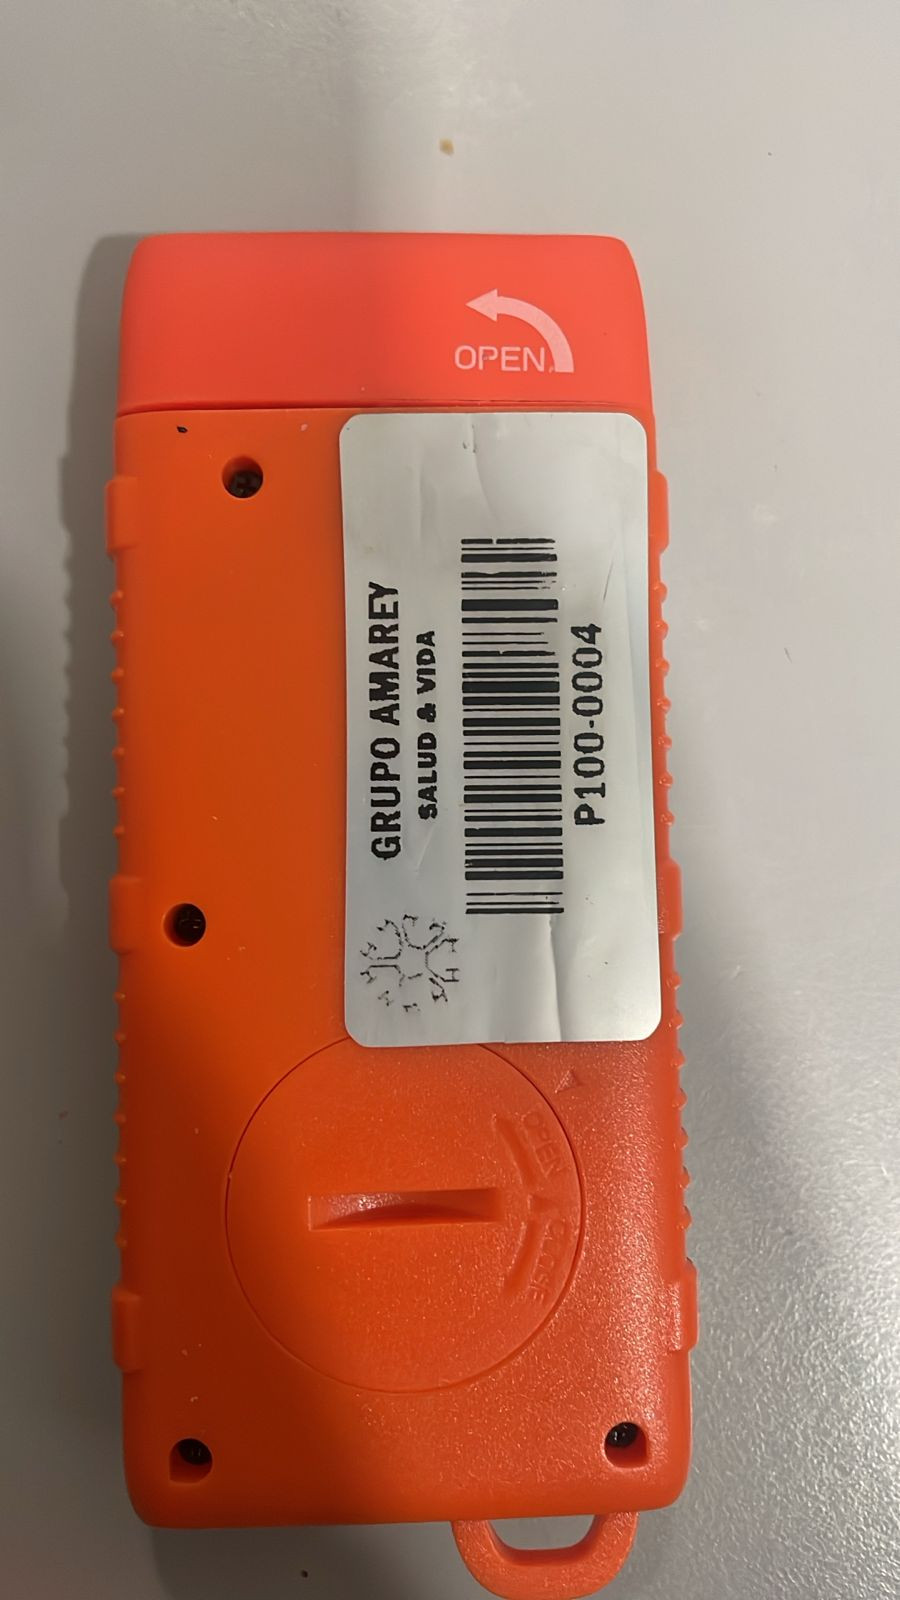 OPEN
GRUPO AMAREY
SALUD & VIDA
P100-0004
OPEN / CLOSE